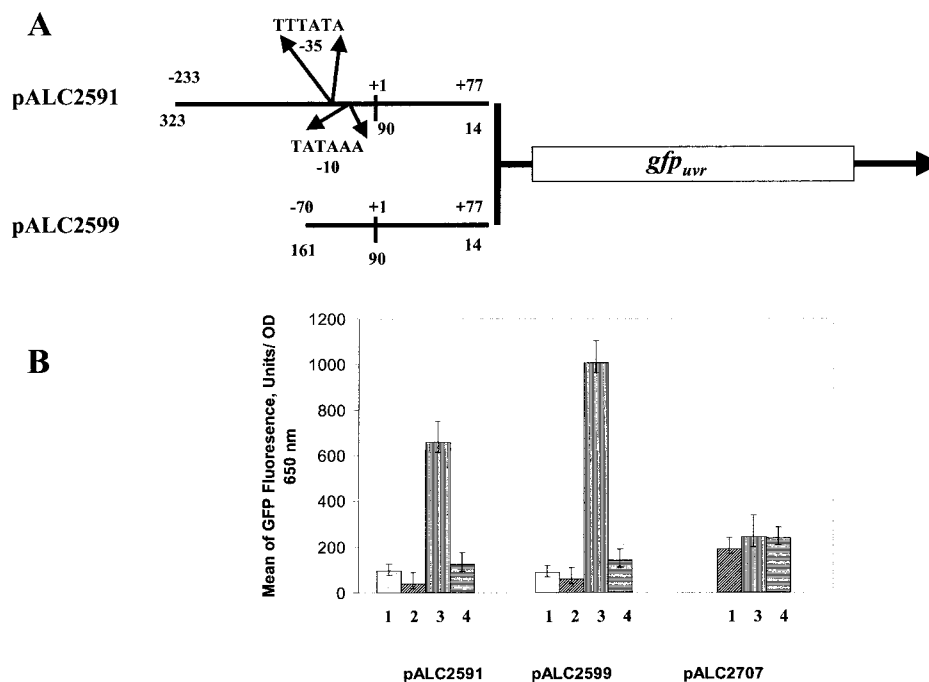 A
TTTATA
-35
-233
+1
+77
pALC2591
323
90
14
TATAAA
-10
gfp uvr
-70
+1
+77
pALC2599
161
90
14
B
Mean of GFP Fluoresence, Units/ OD
650 nm
1200
1000
800
600
400
200
0
1 2 3 4
1 2 3 4
1 3 4
pALC2591
pALC2599
pALC2707